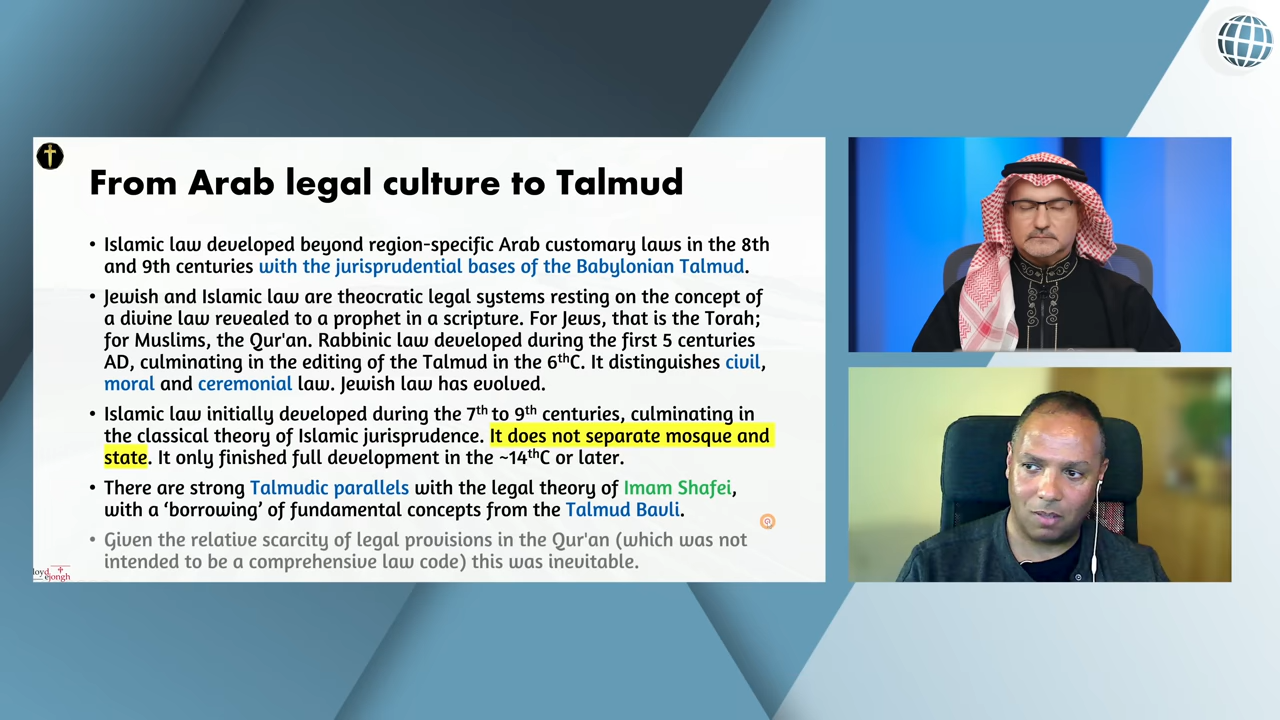 From Arab legal culture to Talmud
• Islamic law developed beyond region-specific Arab customary laws in the 8th
and 9th centuries with the jurisprudential bases of the Babylonian Talmud.
• Jewish and Islamic law are theocratic legal systems resting on the concept of
a divine law revealed to a prophet in a scripture. For Jews, that is the Torah;
for Muslims, the Qur'an. Rabbinic law developed during the first 5 centuries
AD, culminating in the editing of the Talmud in the 6thC. It distinguishes civil,
moral and ceremonial law. Jewish law has evolved.
• Islamic law initially developed during the 7th to 9th centuries, culminating in
the classical theory of Islamic jurisprudence. It does not separate mosque and
state. It only finished full development in the ~14thC or later.
• There are strong Talmudic parallels with the legal theory of Imam Shafei,
with a ‘borrowing’ of fundamental concepts from the Talmud Bavli.
• Given the relative scarcity of legal provisions in the Qur'an (which was not
intended to be a comprehensive law code) this was inevitable.